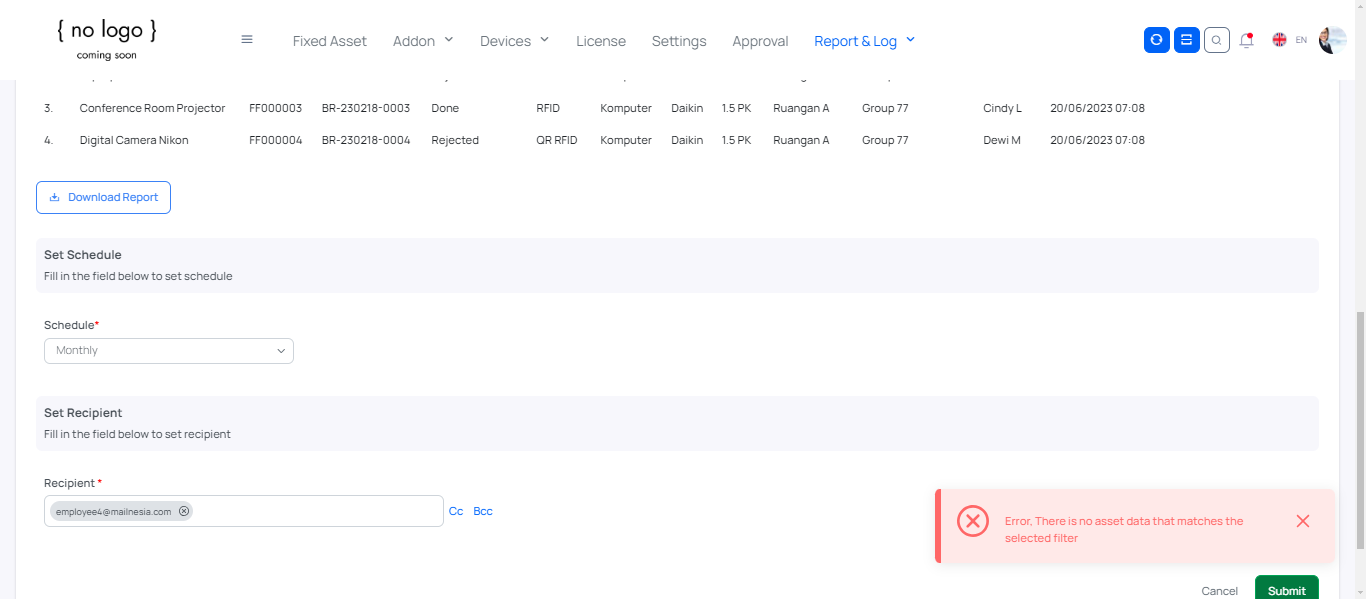 { no logo }
coming soon
Fixed Asset Addon Devices License Settings Approval Report & Log EN
3. Conference Room Projector FF000003 BR-230218-0003 Done RFID Komputer Daikin 1.5 PK Ruangan A Group 77 Cindy L 20/06/2023 07:08
4. Digital Camera Nikon FF000004 BR-230218-0004 Rejected QR RFID Komputer Daikin 1.5 PK Ruangan A Group 77 Dewi M 20/06/2023 07:08
Download Report
Set Schedule
Fill in the field below to set schedule
Schedule*
Monthly
Set Recipient
Fill in the field below to set recipient
Recipient *
employee4@mailnesia.com Cc Bcc
Error, There is no asset data that matches the
selected filter
Cancel Submit